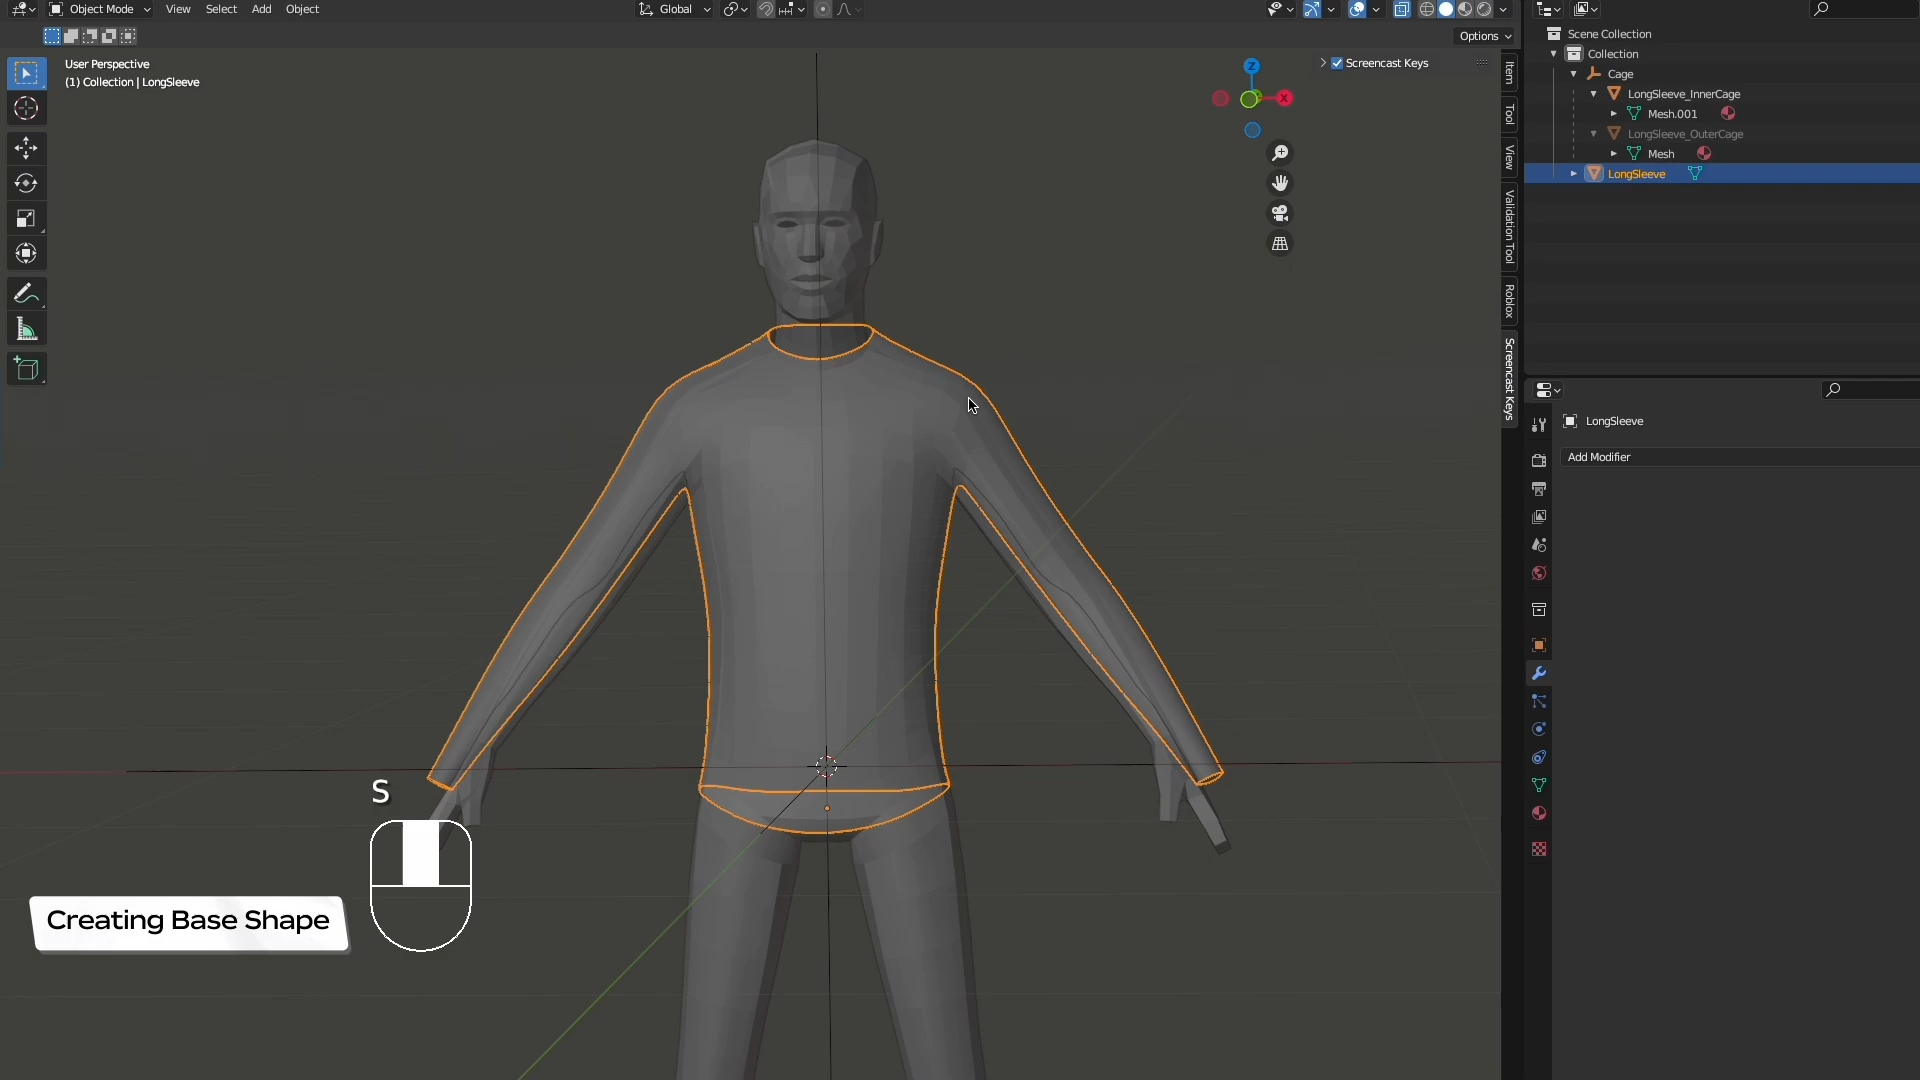 Object Mode
View
Select
Add
Object
Global
Options
User Perspective
(1) Collection | LongSleeve
Screencast Keys
Z
X
Item
Tool
View
Validation Tool
Roblox
Screencast Keys
Scene Collection
Collection
Cage
LongSleeve_InnerCage
Mesh.001
LongSleeve_OuterCage
Mesh
LongSleeve
LongSleeve
Add Modifier
S
Creating Base Shape